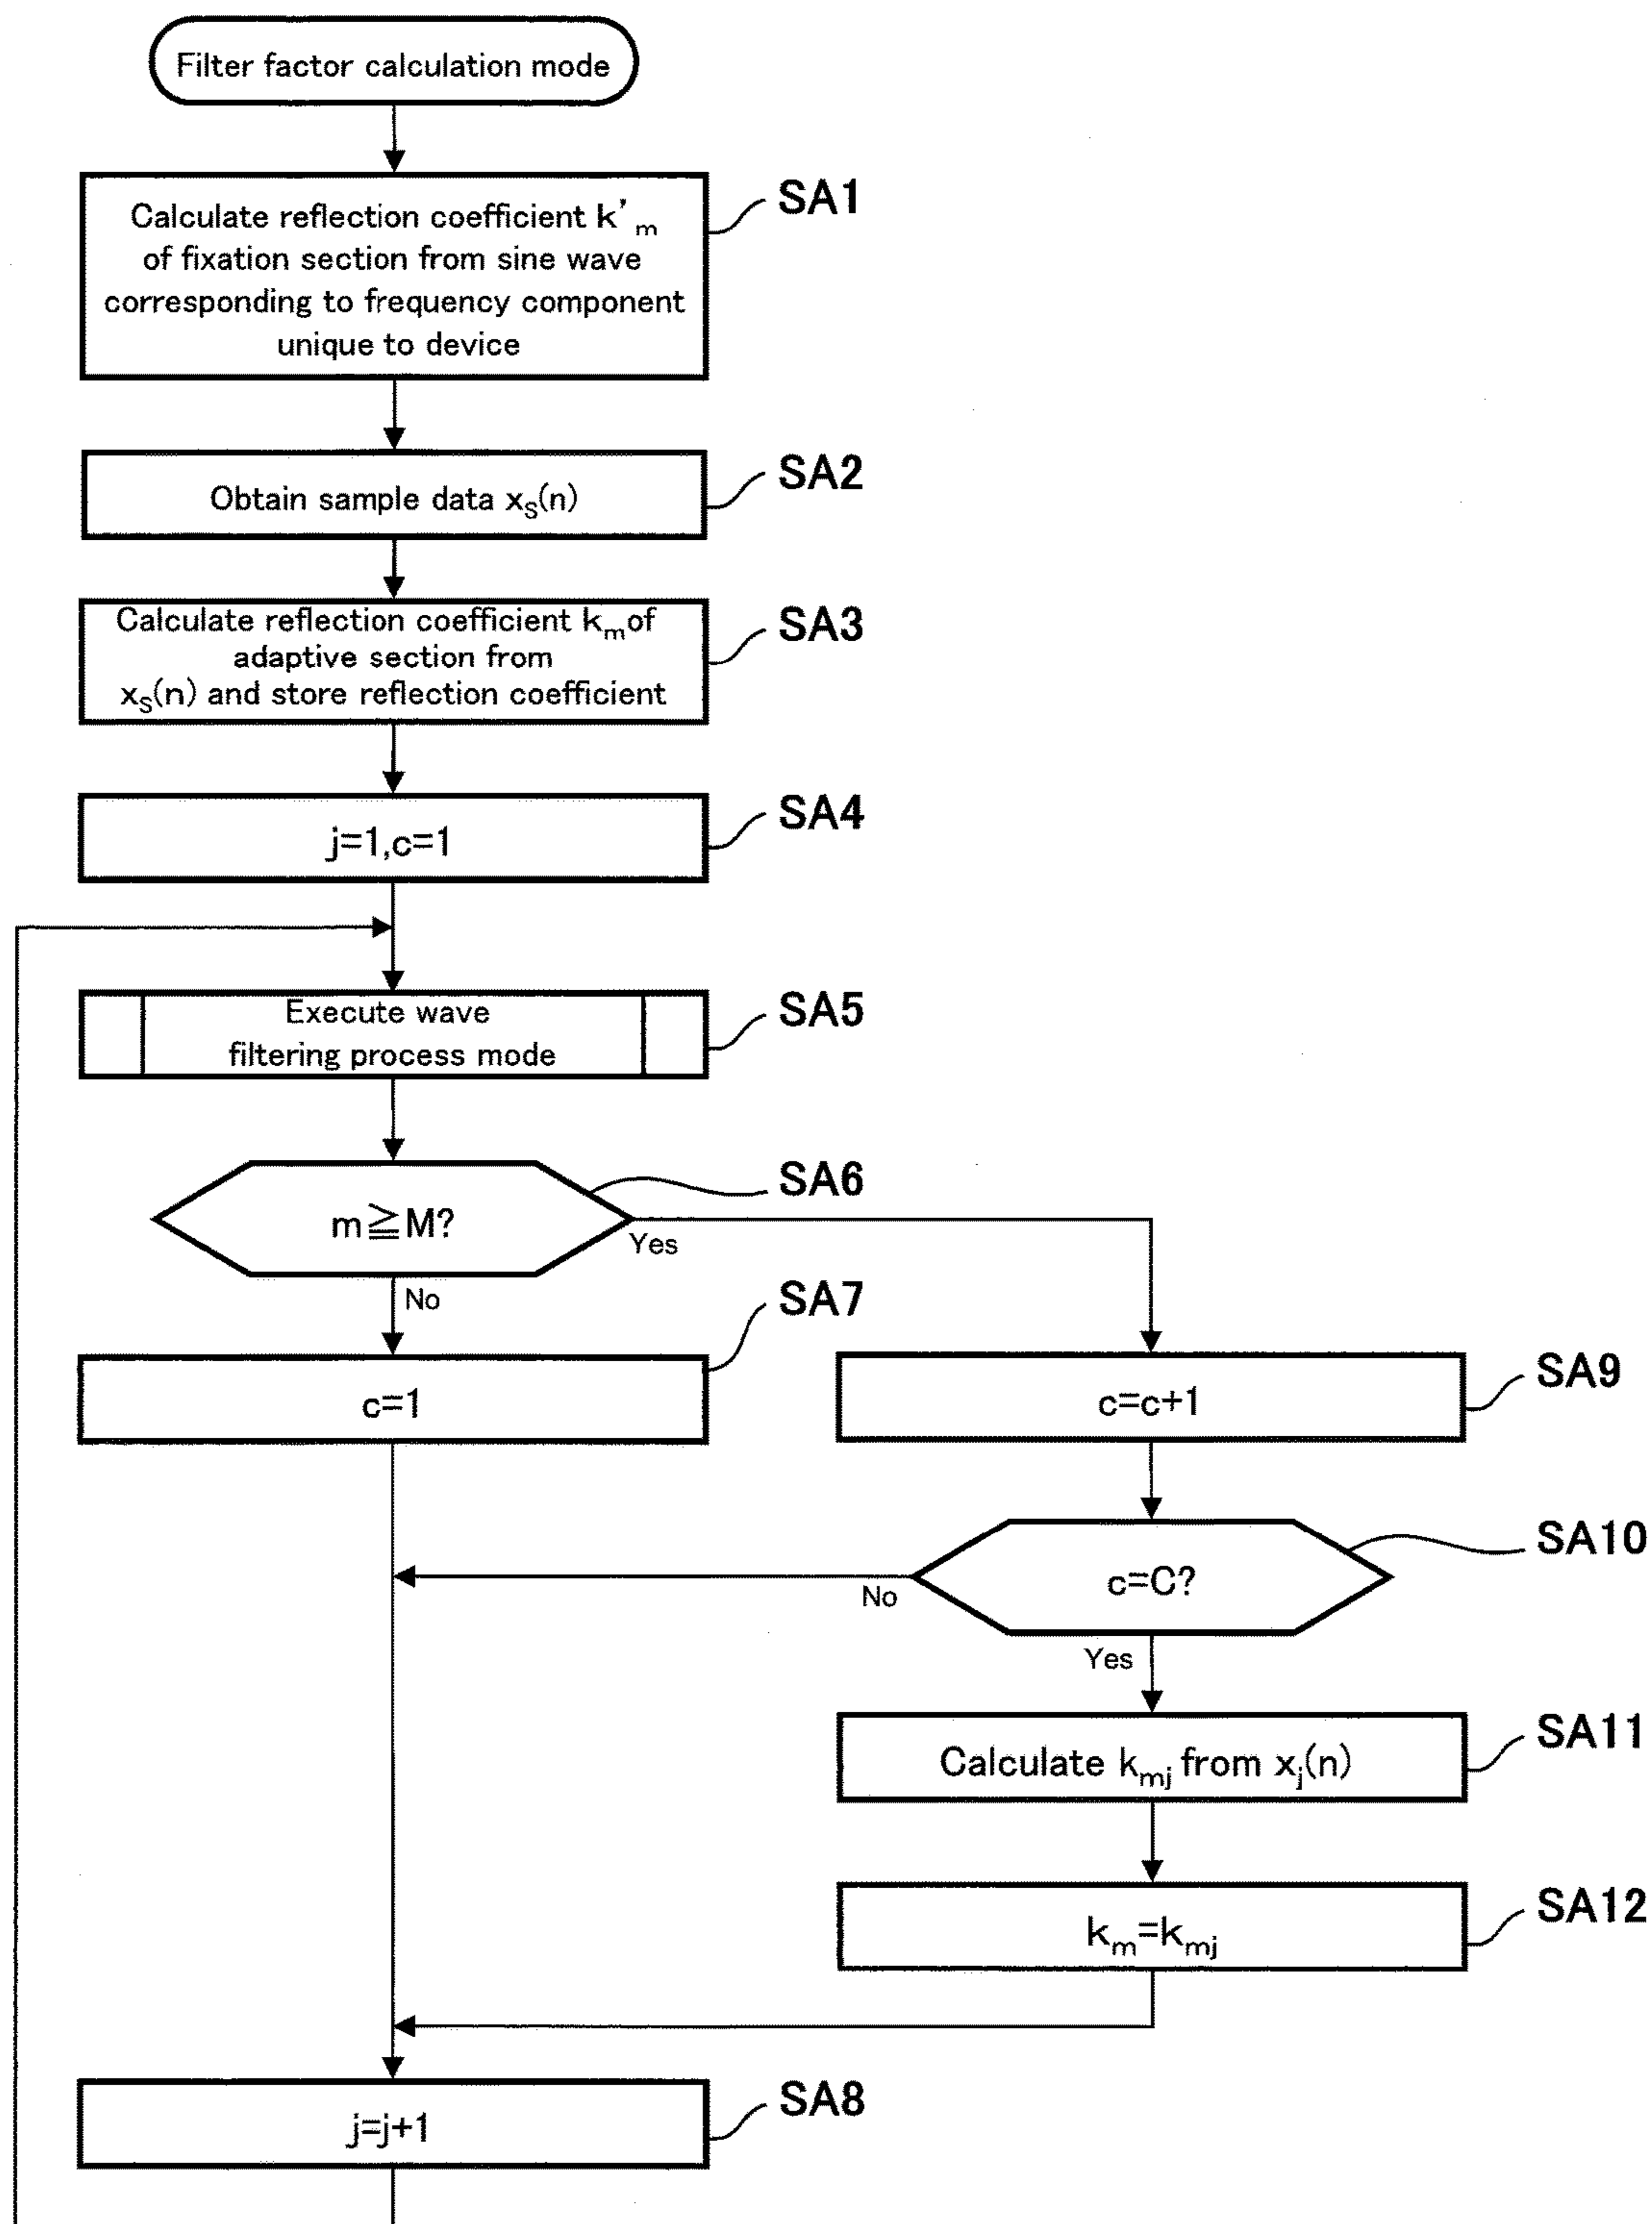 Filter factor calculation mode
Calculate reflection coefficient k'm
of fixation section from sine wave
corresponding to frequency component
unique to device
SA1
Obtain sample data xS(n)
SA2
Calculate reflection coefficient km of
adaptive section from
xS(n) and store reflection coefficient
SA3
j=1,c=1
SA4
Execute wave
filtering process mode
SA5
m≧M?
SA6
Yes
No
c=1
SA7
c=c+1
SA9
c=C?
SA10
No
Yes
Calculate kmj from xj(n)
SA11
km=kmj
SA12
j=j+1
SA8